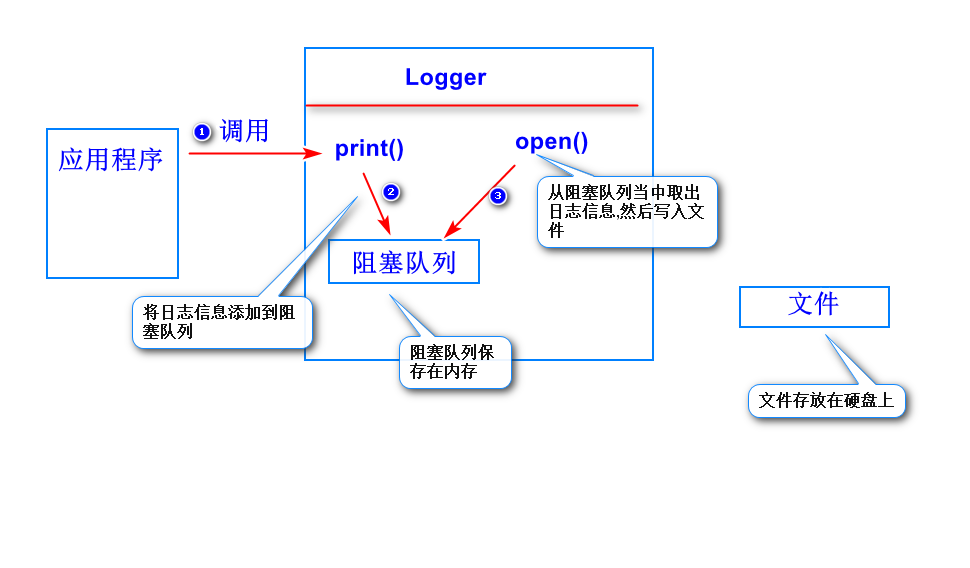 Logger
1 调用
应用程序
print()
open()
2
3
从阻塞队列当中取出
日志信息,然后写入文
件
阻塞队列
将日志信息添加到阻
塞队列
文件
阻塞队列保
存在内存
文件存放在硬盘上